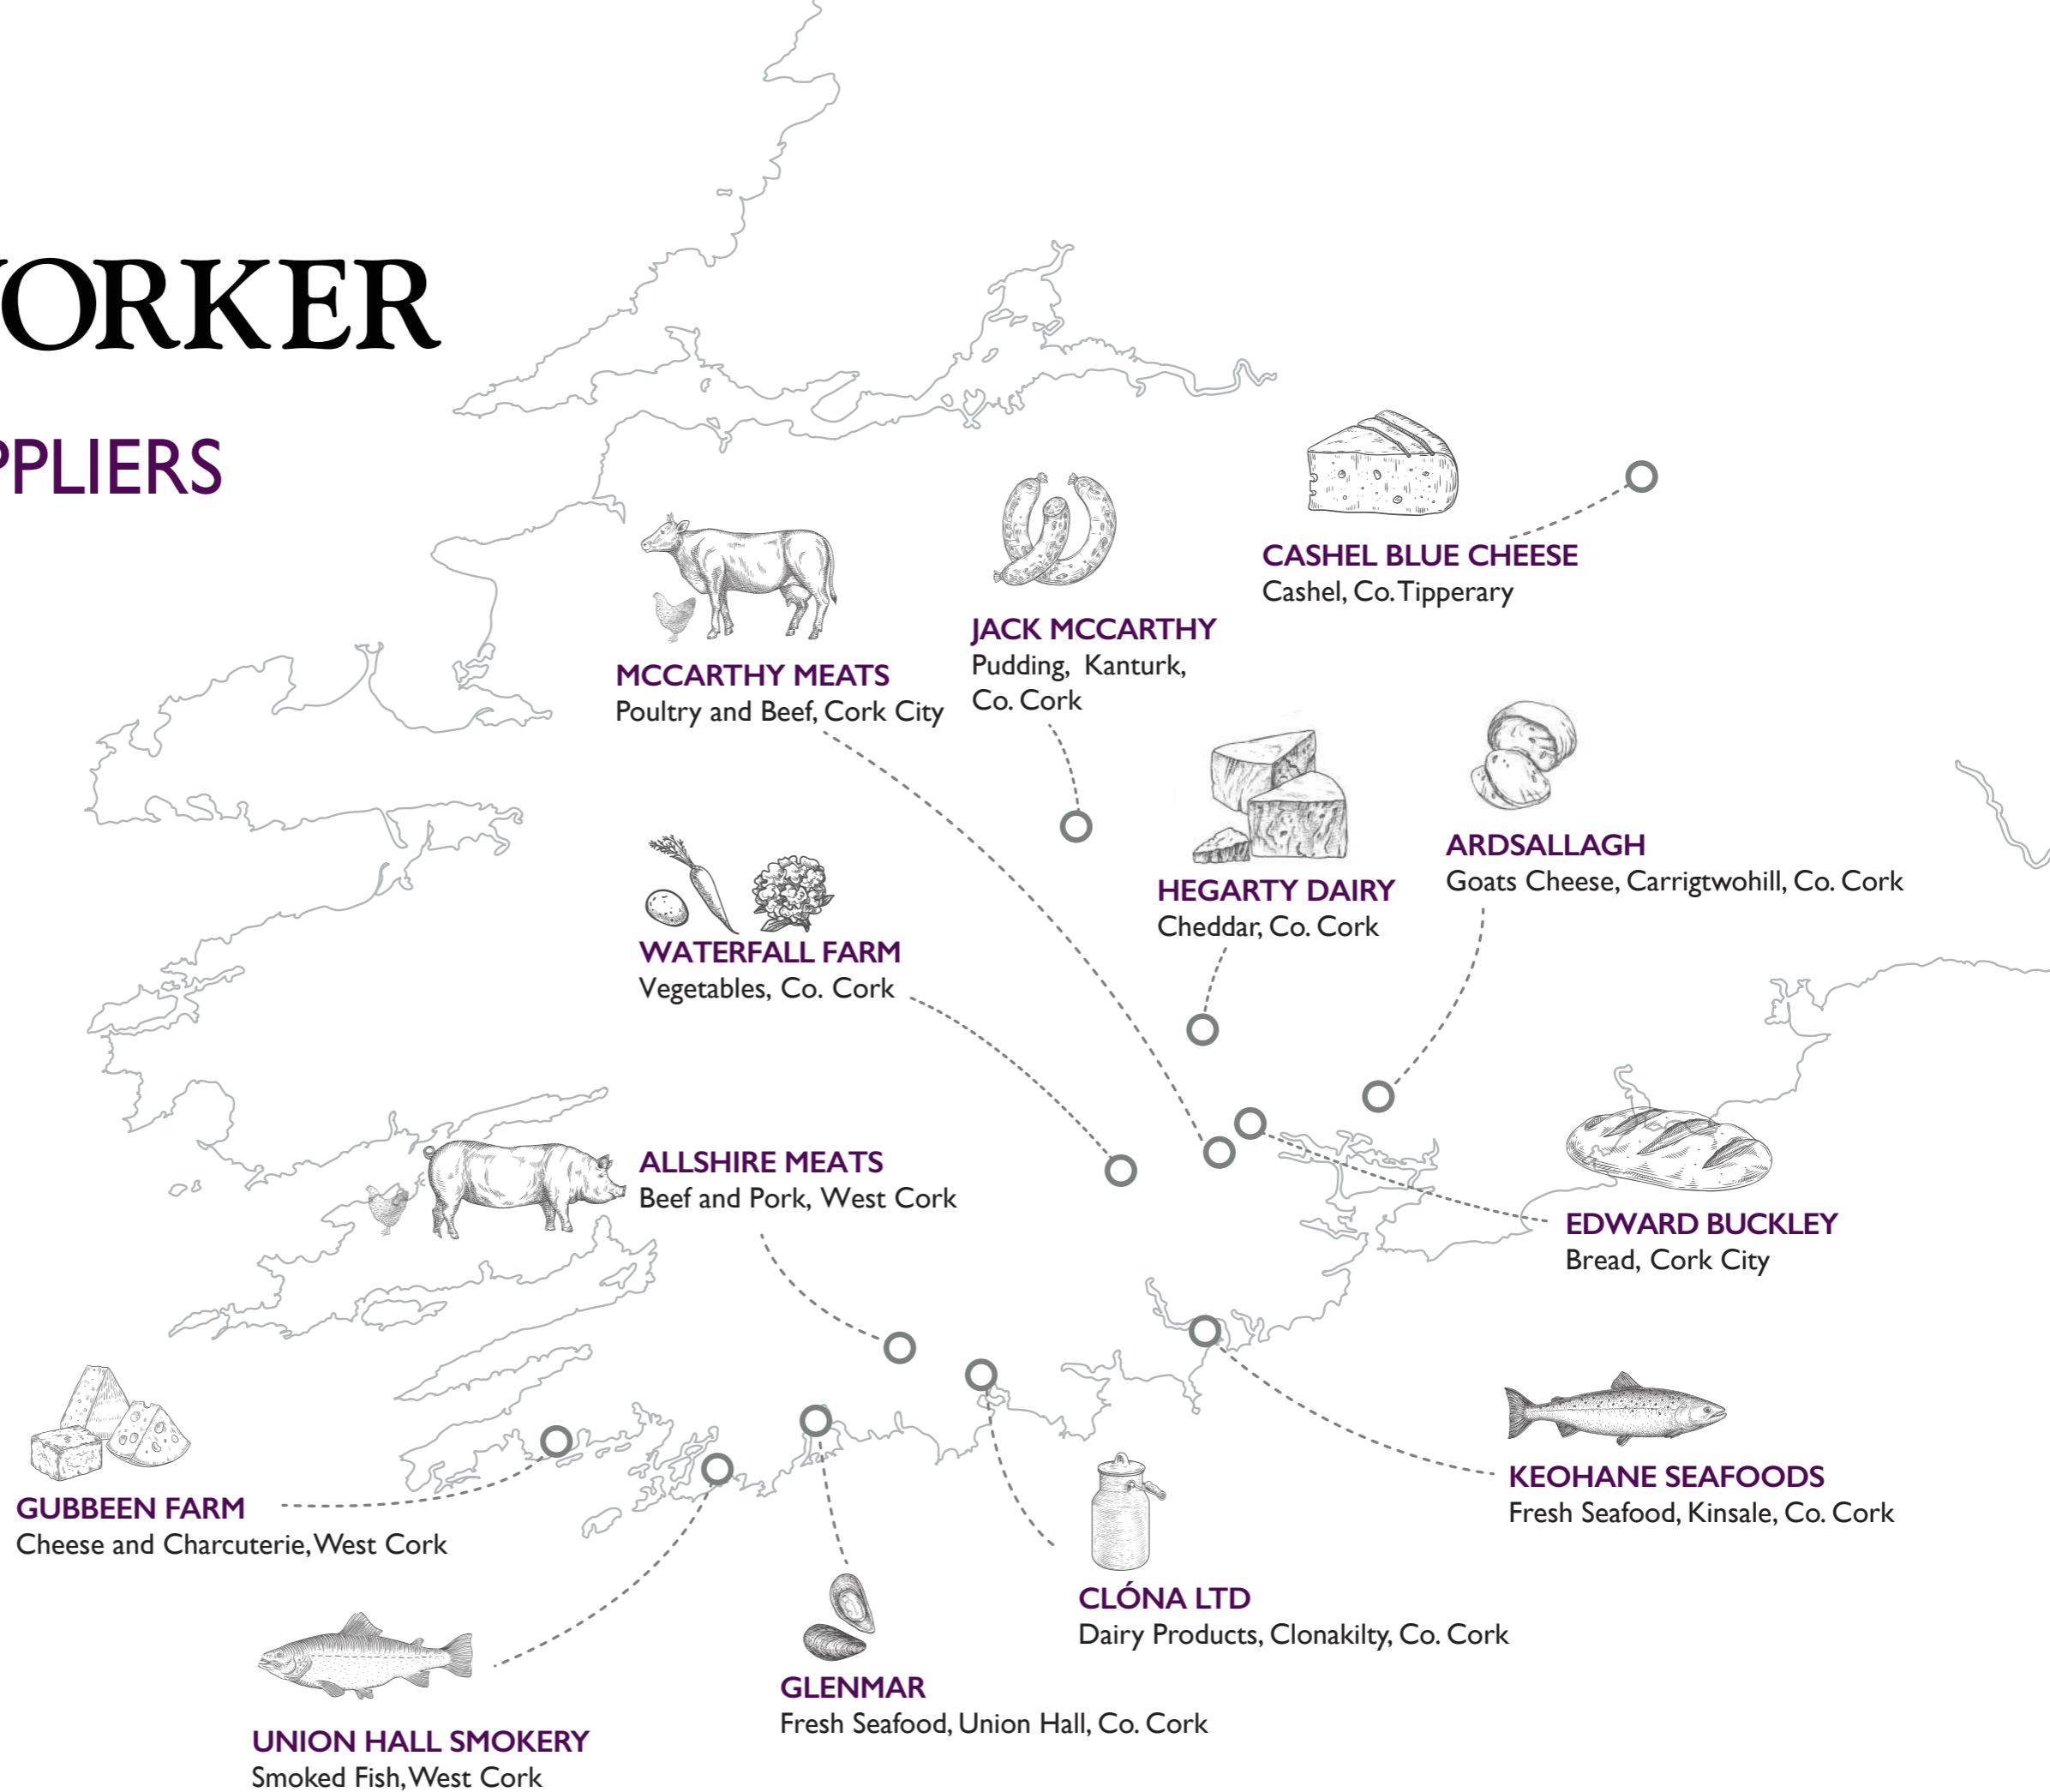 ORKER
PPLIERS
CASHEL BLUE CHEESE
Cashel, Co. Tipperary
JACK MCCARTHY
Pudding, Kanturk,
Co. Cork
MCCARTHY MEATS
Poultry and Beef, Cork City
ARDSALLAGH
Goats Cheese, Carrigtwohill, Co. Cork
HEGARTY DAIRY
Cheddar, Co. Cork
WATERFALL FARM
Vegetables, Co. Cork
ALLSHIRE MEATS
Beef and Pork, West Cork
EDWARD BUCKLEY
Bread, Cork City
KEOHANE SEAFOODS
Fresh Seafood, Kinsale, Co. Cork
GUBBEEN FARM
Cheese and Charcuterie, West Cork
CLÓNA LTD
Dairy Products, Clonakilty, Co. Cork
GLENMAR
Fresh Seafood, Union Hall, Co. Cork
UNION HALL SMOKERY
Smoked Fish, West Cork